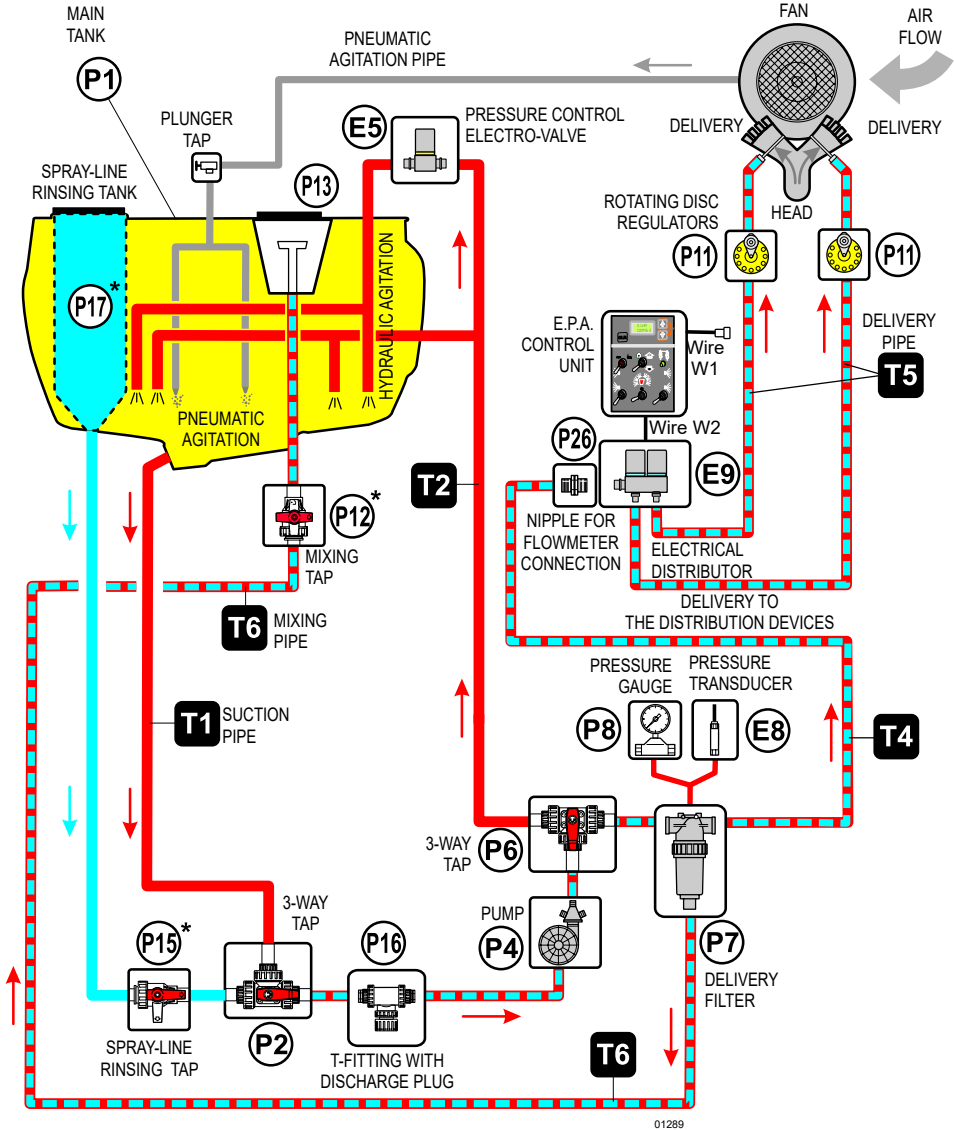 MAIN
TANK
P1
PNEUMATIC
AGITATION PIPE
FAN
AIR
FLOW
PLUNGER
TAP
E5
PRESSURE CONTROL
ELECTRO-VALVE
DELIVERY
DELIVERY
SPRAY-LINE
RINSING TANK
P13
HEAD
ROTATING DISC
REGULATORS
P11
P11
P17*
HYDRAULIC AGITATION
PNEUMATIC
AGITATION
E.P.A.
CONTROL
UNIT
Wire
W1
DELIVERY
PIPE
T5
Wire W2
P26
E9
T2
P12*
MIXING
TAP
NIPPLE FOR
FLOWMETER
CONNECTION
ELECTRICAL
DISTRIBUTOR
DELIVERY TO
THE DISTRIBUTION DEVICES
T6
MIXING
PIPE
T1
SUCTION
PIPE
PRESSURE
GAUGE
PRESSURE
TRANSDUCER
P8
E8
T4
3-WAY
TAP
P6
3-WAY
TAP
PUMP
P4
P15*
P16
P7
DELIVERY
FILTER
P2
SPRAY-LINE
RINSING TAP
T-FITTING WITH
DISCHARGE PLUG
T6
01289